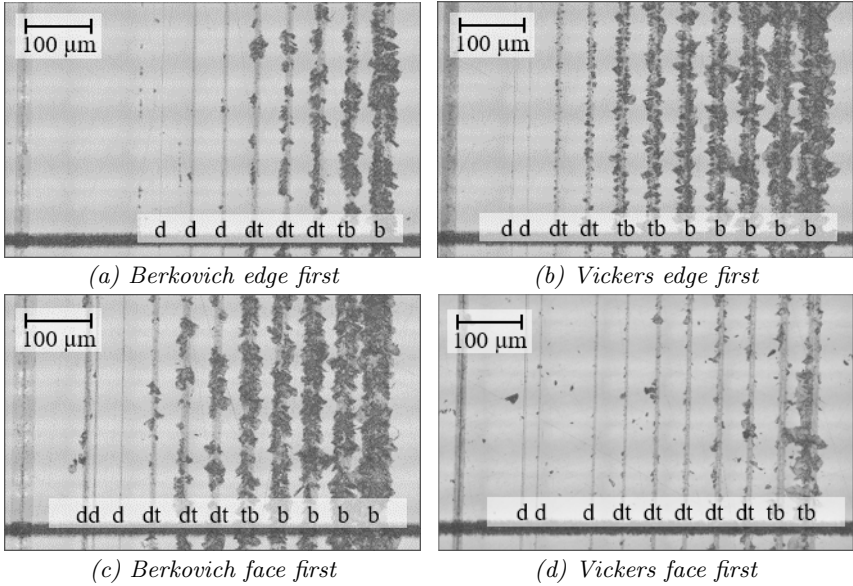 100 µm
d d d dt dt dt tb b
(a) Berkovich edge first
100 µm
d d dt dt tb tb b b b b b
(b) Vickers edge first
100 µm
dd d dt dt dt tb b b b b
(c) Berkovich face first
100 µm
d d d dt dt dt dt dt tb tb
(d) Vickers face first